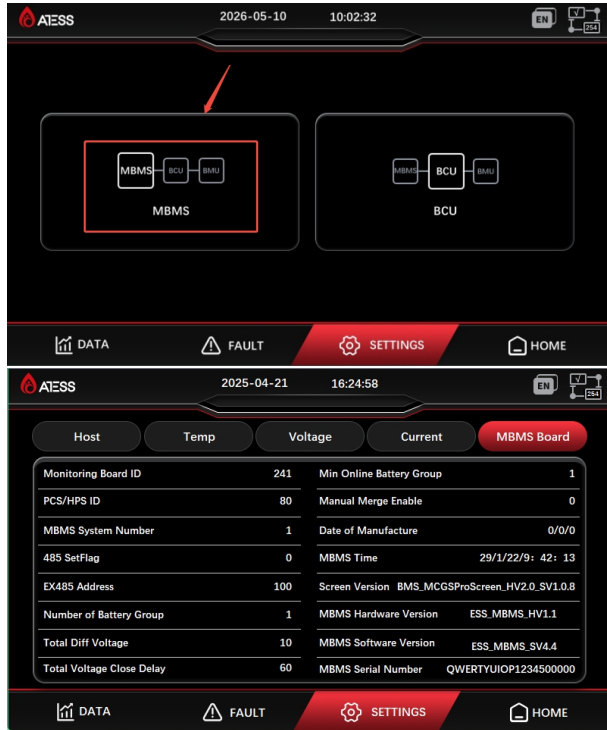 ATESS 2026-05-10 10:02:32 EN √ 254
MBMS BCU BMU
MBMS
MBMS BCU BMU
BCU
DATA FAULT SETTINGS HOME
ATESS 2025-04-21 16:24:58 EN √ 254
Host Temp Voltage Current MBMS Board
Monitoring Board ID 241 Min Online Battery Group 1
PCS/HPS ID 80 Manual Merge Enable 0
MBMS System Number 1 Date of Manufacture 0/0/0
485 SetFlag 0 MBMS Time 29/1/22/9: 42: 13
EX485 Address 100 Screen Version BMS_MCGSProScreen_HV2.0_SV1.0.8
Number of Battery Group 1 MBMS Hardware Version ESS_MBMS_HV1.1
Total Diff Voltage 10 MBMS Software Version ESS_MBMS_SV4.4
Total Voltage Close Delay 60 MBMS Serial Number QWERTYUIOP1234500000
DATA FAULT SETTINGS HOME